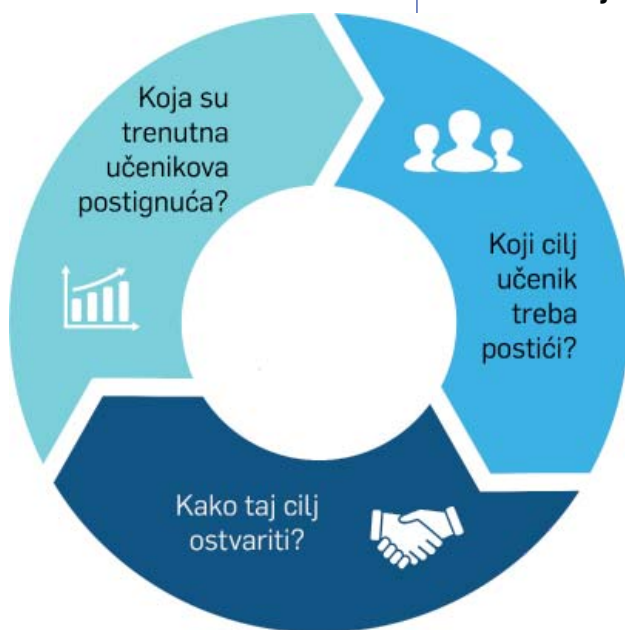 Koja su
trenutna
učenikova
postignuća?
Koji cilj
učenik
treba
postići?
Kako taj cilj
ostvariti?